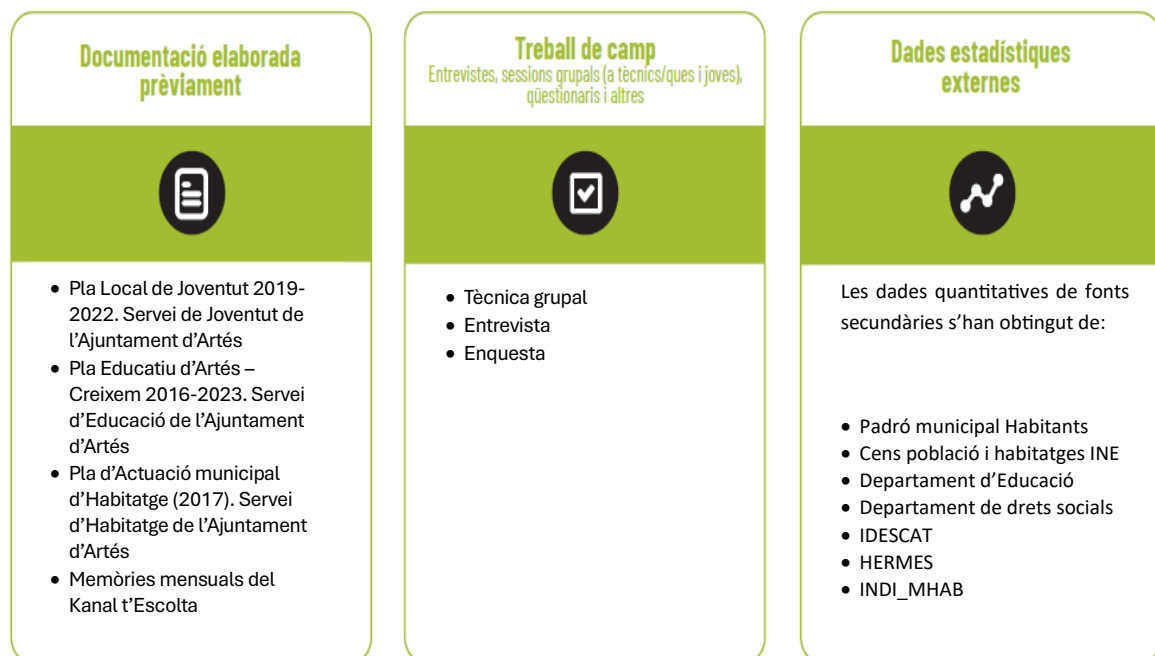 Documentació elaborada
prèviament
• Pla Local de Joventut 2019-
2022. Servei de Joventut de
l’Ajuntament d’Artés
• Pla Educatiu d’Artés –
Creixem 2016-2023. Servei
d’Educació de l’Ajuntament
d’Artés
• Pla d’Actuació municipal
d’Habitatge (2017). Servei
d’Habitatge de l’Ajuntament
d’Artés
• Memòries mensuals del
Kanal t’Escolta
Treball de camp
Entrevistes, sessions grupals (a tècnics/ques i joves),
qüestionaris i altres
• Tècnica grupal
• Entrevista
• Enquesta
Dades estadístiques
externes
Les dades quantitatives de fonts
secundàries s’han obtingut de:
• Padró municipal Habitants
• Cens població i habitatges INE
• Departament d’Educació
• Departament de drets socials
• IDESCAT
• HERMES
• INDI_MHAB